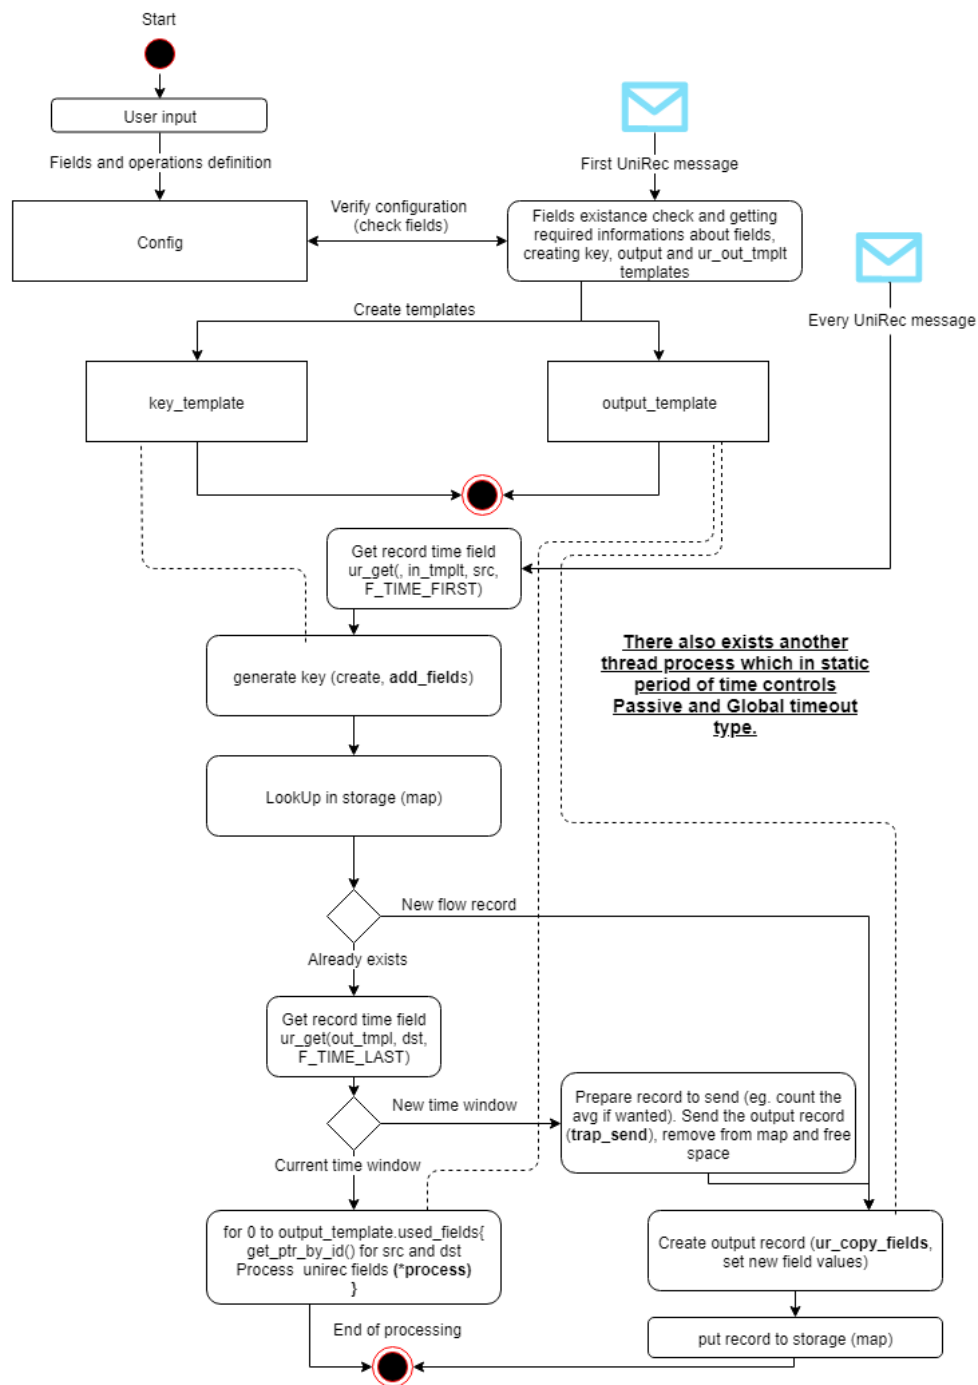 Start
User input
Fields and operations definition
First UniRec message
Verify configuration
(check fields)
Config
Fields existance check and getting
required informations about fields,
creating key, output and ur_out_tmplt
templates
Every UniRec message
Create templates
key_template
output_template
Get record time field
ur_get(, in_tmplt, src,
F_TIME_FIRST)
There also exists another
thread process which in static
period of time controls
Passive and Global timeout
type.
generate key (create, add_fields)
LookUp in storage (map)
New flow record
Already exists
Get record time field
ur_get(out_tmpl, dst,
F_TIME_LAST)
New time window
Prepare record to send (eg. count the
avg if wanted). Send the output record
(trap_send), remove from map and free
space
Current time window
for 0 to output_template.used_fields{
get_ptr_by_id() for src and dst
Process unirec fields (*process)
}
Create output record (ur_copy_fields,
set new field values)
put record to storage (map)
End of processing